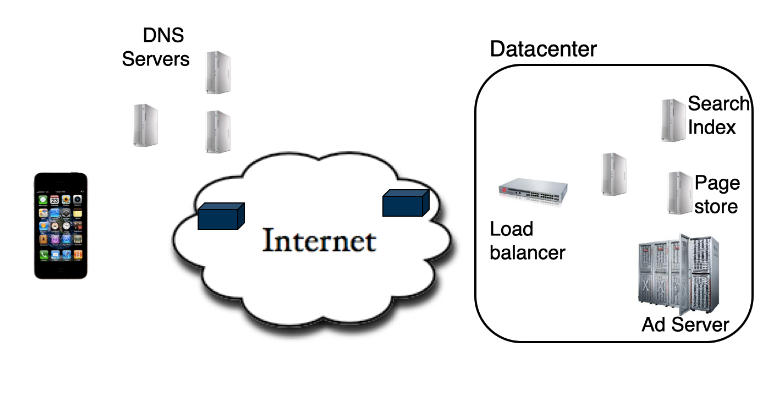 DNS
Servers
Datacenter
Search
Index
Page
store
Load
balancer
Internet
Ad Server